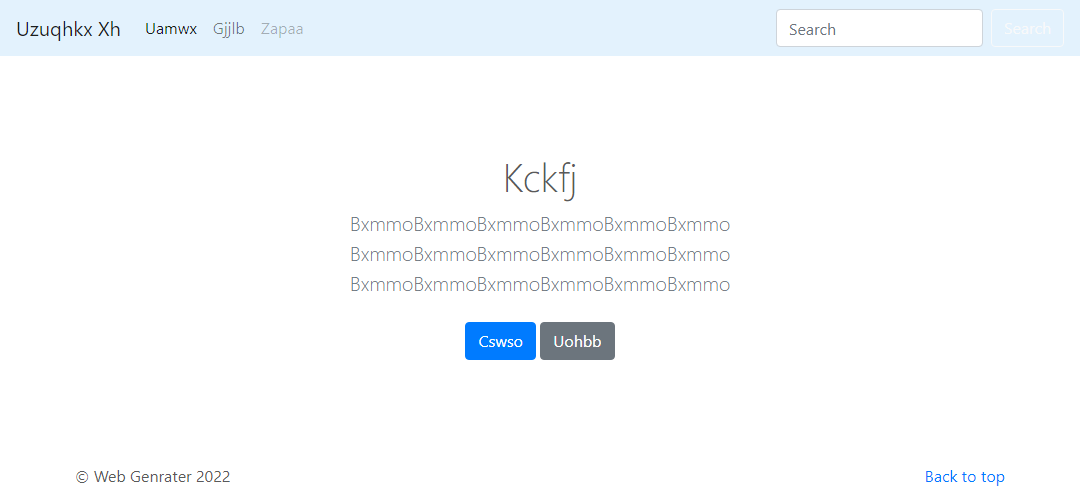 Uzuqhkx Xh Uamwx Gjjlb Zapaa Search Search
Kckfj
BxmmoBxmmoBxmmoBxmmoBxmmoBxmmo
BxmmoBxmmoBxmmoBxmmoBxmmoBxmmo
BxmmoBxmmoBxmmoBxmmoBxmmoBxmmo
Cswso Uohbb
© Web Genrater 2022 Back to top